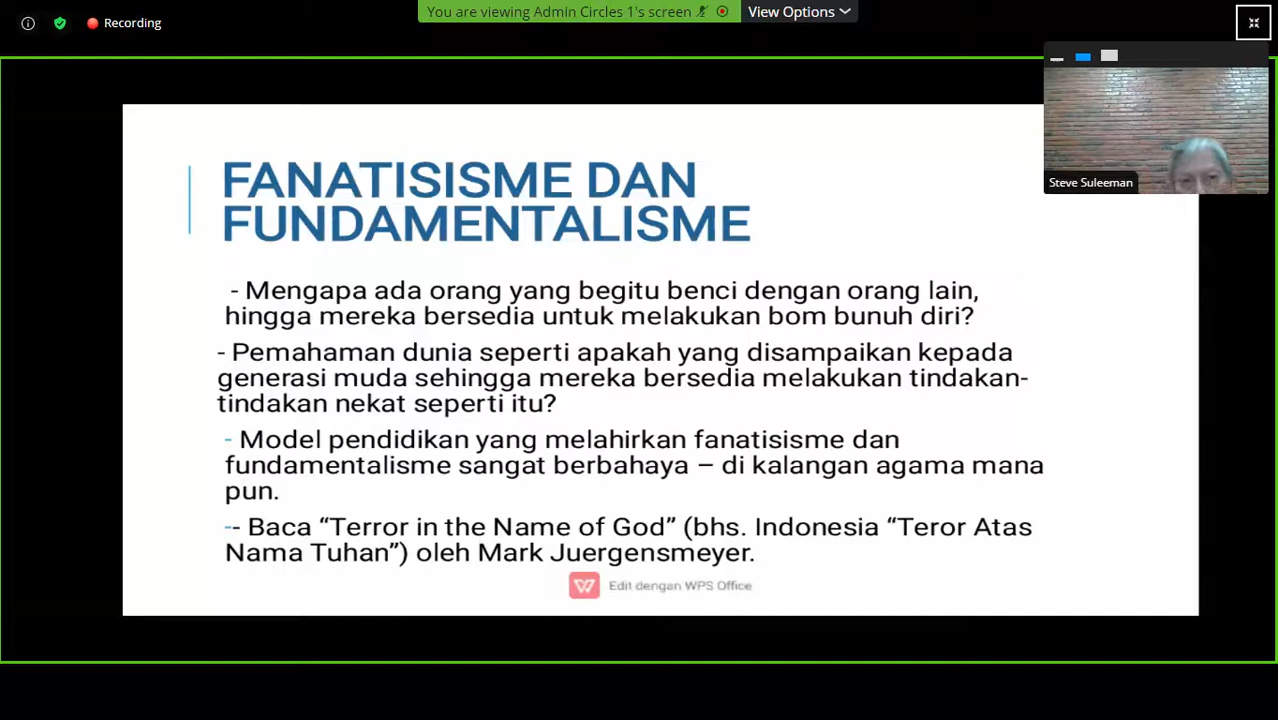 Recording
You are viewing Admin Circles 1's screen
View Options
Steve Suleeman
FANATISISME DAN
FUNDAMENTALISME
- Mengapa ada orang yang begitu benci dengan orang lain,
hingga mereka bersedia untuk melakukan bom bunuh diri?
- Pemahaman dunia seperti apakah yang disampaikan kepada
generasi muda sehingga mereka bersedia melakukan tindakan-
tindakan nekat seperti itu?
- Model pendidikan yang melahirkan fanatisisme dan
fundamentalisme sangat berbahaya – di kalangan agama mana
pun.
-- Baca “Terror in the Name of God” (bhs. Indonesia “Teror Atas
Nama Tuhan”) oleh Mark Juergensmeyer.
Edit dengan WPS Office